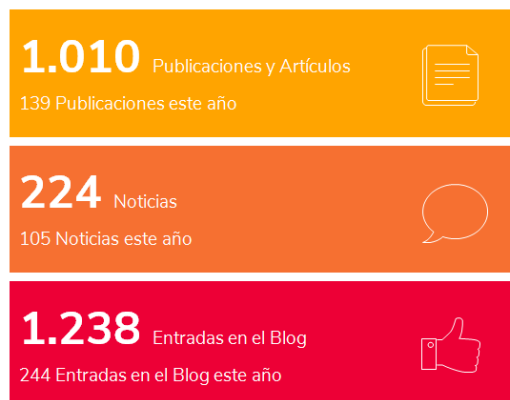 1.010 Publicaciones y Artículos
139 Publicaciones este año
224 Noticias
105 Noticias este año
1.238 Entradas en el Blog
244 Entradas en el Blog este año